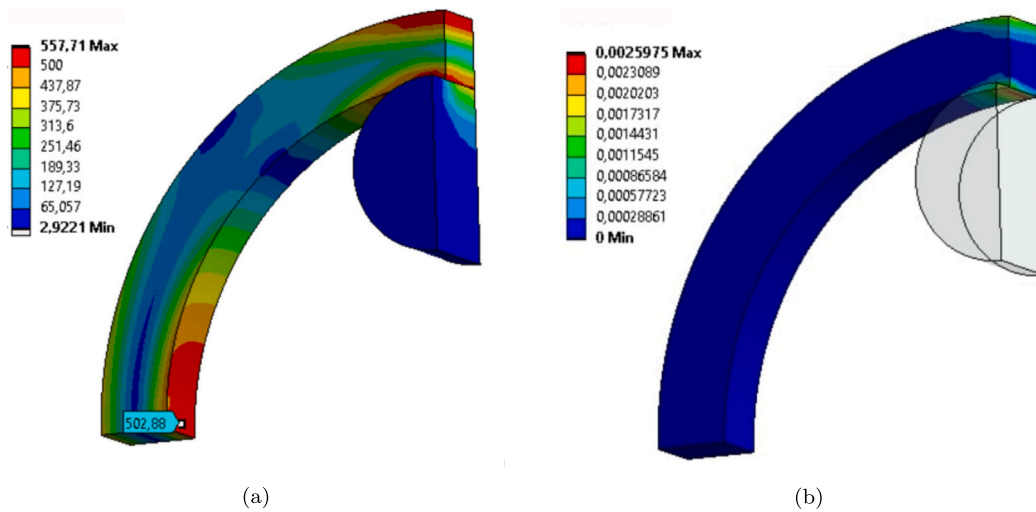 557,71 Max
500
437,87
375,73
313,6
251,46
189,33
127,19
65,057
2,9221 Min
502,88
(a)
0,0025975 Max
0,0023089
0,0020203
0,0017317
0,0014431
0,0011545
0,00086584
0,00057723
0,00028861
0 Min
(b)